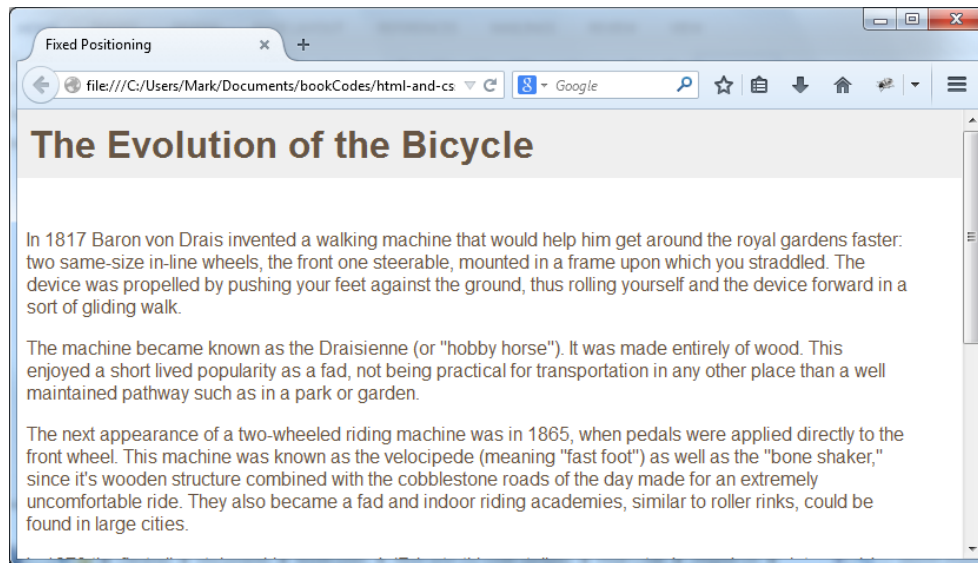 Fixed Positioning
file:///C:/Users/Mark/Documents/bookCodes/html-and-cs
Google
The Evolution of the Bicycle
In 1817 Baron von Drais invented a walking machine that would help him get around the royal gardens faster:
two same-size in-line wheels, the front one steerable, mounted in a frame upon which you straddled. The
device was propelled by pushing your feet against the ground, thus rolling yourself and the device forward in a
sort of gliding walk.
The machine became known as the Draisienne (or "hobby horse"). It was made entirely of wood. This
enjoyed a short lived popularity as a fad, not being practical for transportation in any other place than a well
maintained pathway such as in a park or garden.
The next appearance of a two-wheeled riding machine was in 1865, when pedals were applied directly to the
front wheel. This machine was known as the velocipede (meaning "fast foot") as well as the "bone shaker,"
since it's wooden structure combined with the cobblestone roads of the day made for an extremely
uncomfortable ride. They also became a fad and indoor riding academies, similar to roller rinks, could be
found in large cities.